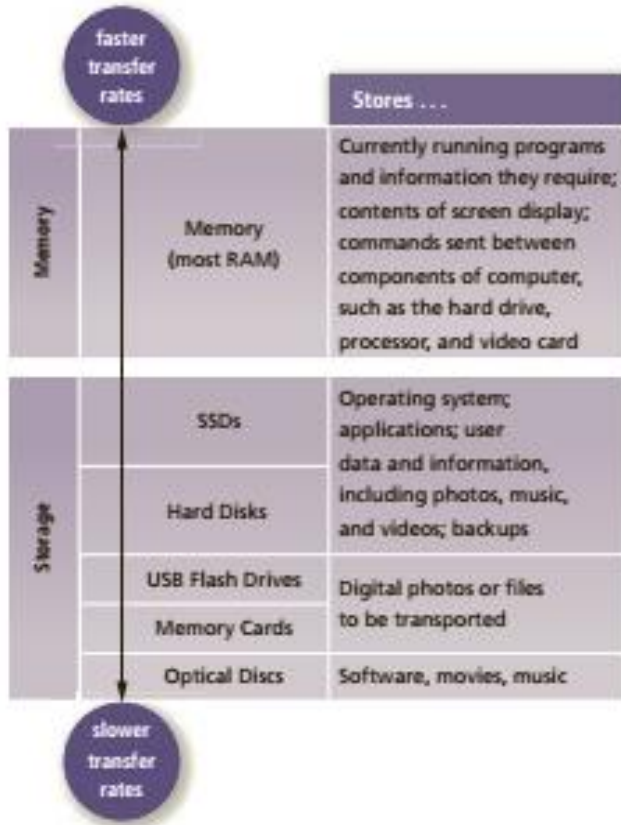 faster
transfer
rates
Stores ...
Memory
Memory
(most RAM)
Currently running programs
and information they require;
contents of screen display;
commands sent between
components of computer,
such as the hard drive,
processor, and video card
Storage
SSDs
Hard Disks
Operating system;
applications; user
data and information,
including photos, music,
and videos; backups
USB Flash Drives
Memory Cards
Digital photos or files
to be transported
Optical Discs
Software, movies, music
slower
transfer
rates